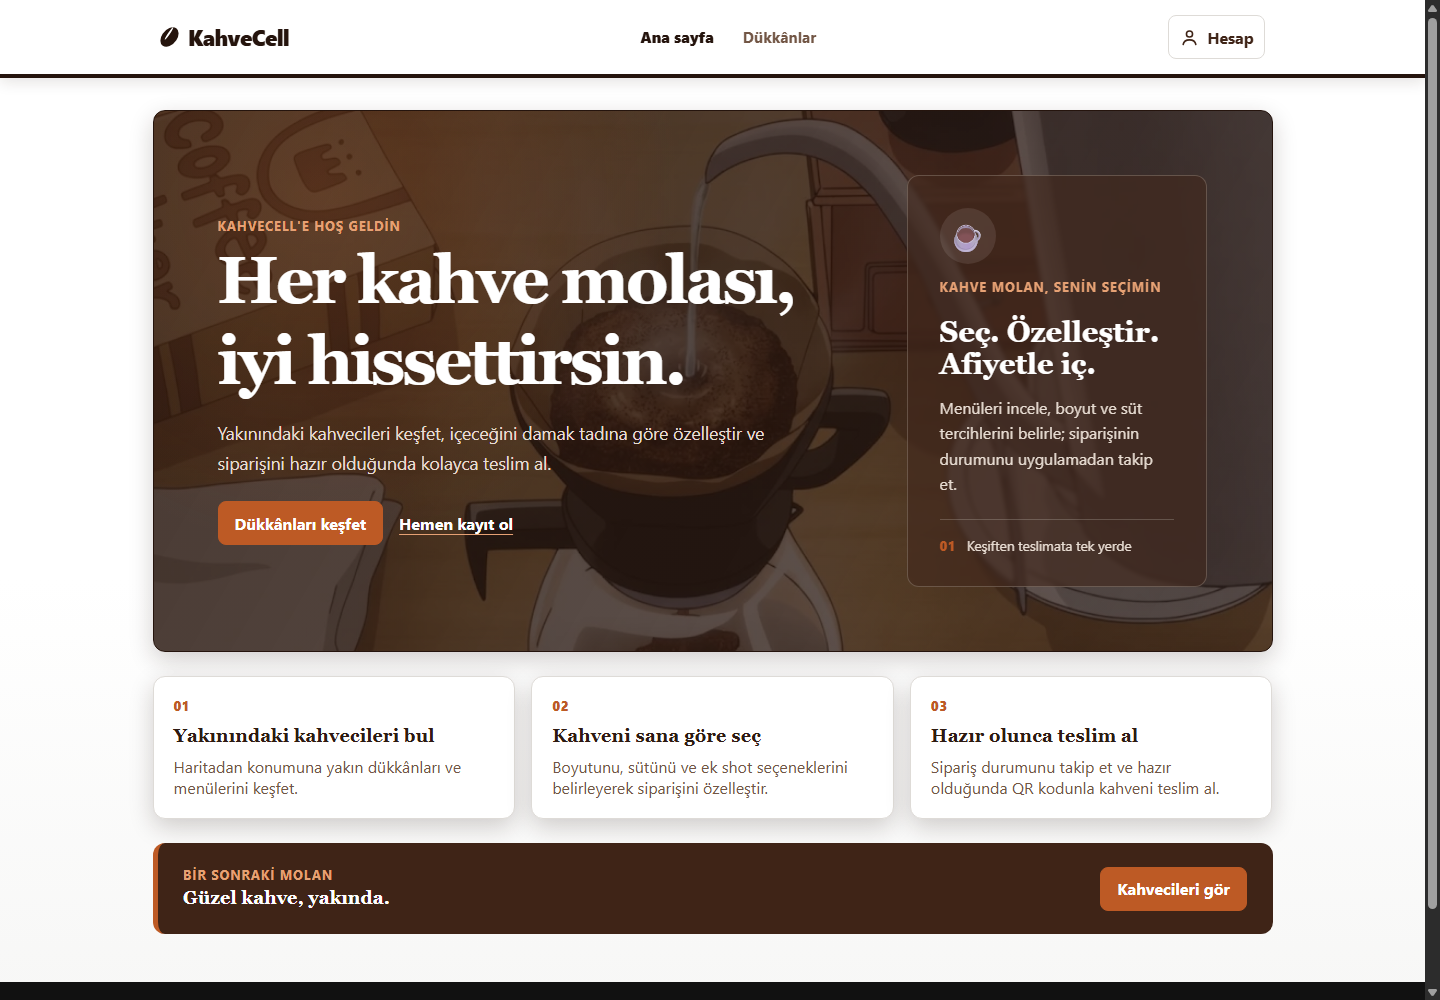 KahveCell
Ana sayfa
Dükkânlar
Hesap
coffee
KAHVECELL'E HOŞ GELDİN
Her kahve molası,
iyi hissettirsin.
Yakınındaki kahvecileri keşfet, içeceğini damak tadına göre özelleştir ve
siparişini hazır olduğunda kolayca teslim al.
Dükkânları keşfet
Hemen kayıt ol
KAHVE MOLAN, SENİN SEÇİMİN
Seç. Özelleştir.
Afiyetle iç.
Menüleri incele, boyut ve süt
tercihlerini belirle; siparişinin
durumunu uygulamadan takip
et.
01 Keşiften teslimata tek yerde
01
Yakınındaki kahvecileri bul
Haritadan konumuna yakın dükkânları ve
menülerini keşfet.
02
Kahveni sana göre seç
Boyutunu, sütünü ve ek shot seçeneklerini
belirleyerek siparişini özelleştir.
03
Hazır olunca teslim al
Sipariş durumunu takip et ve hazır
olduğunda QR kodunla kahveni teslim al.
BİR SONRAKİ MOLAN
Güzel kahve, yakında.
Kahvecileri gör